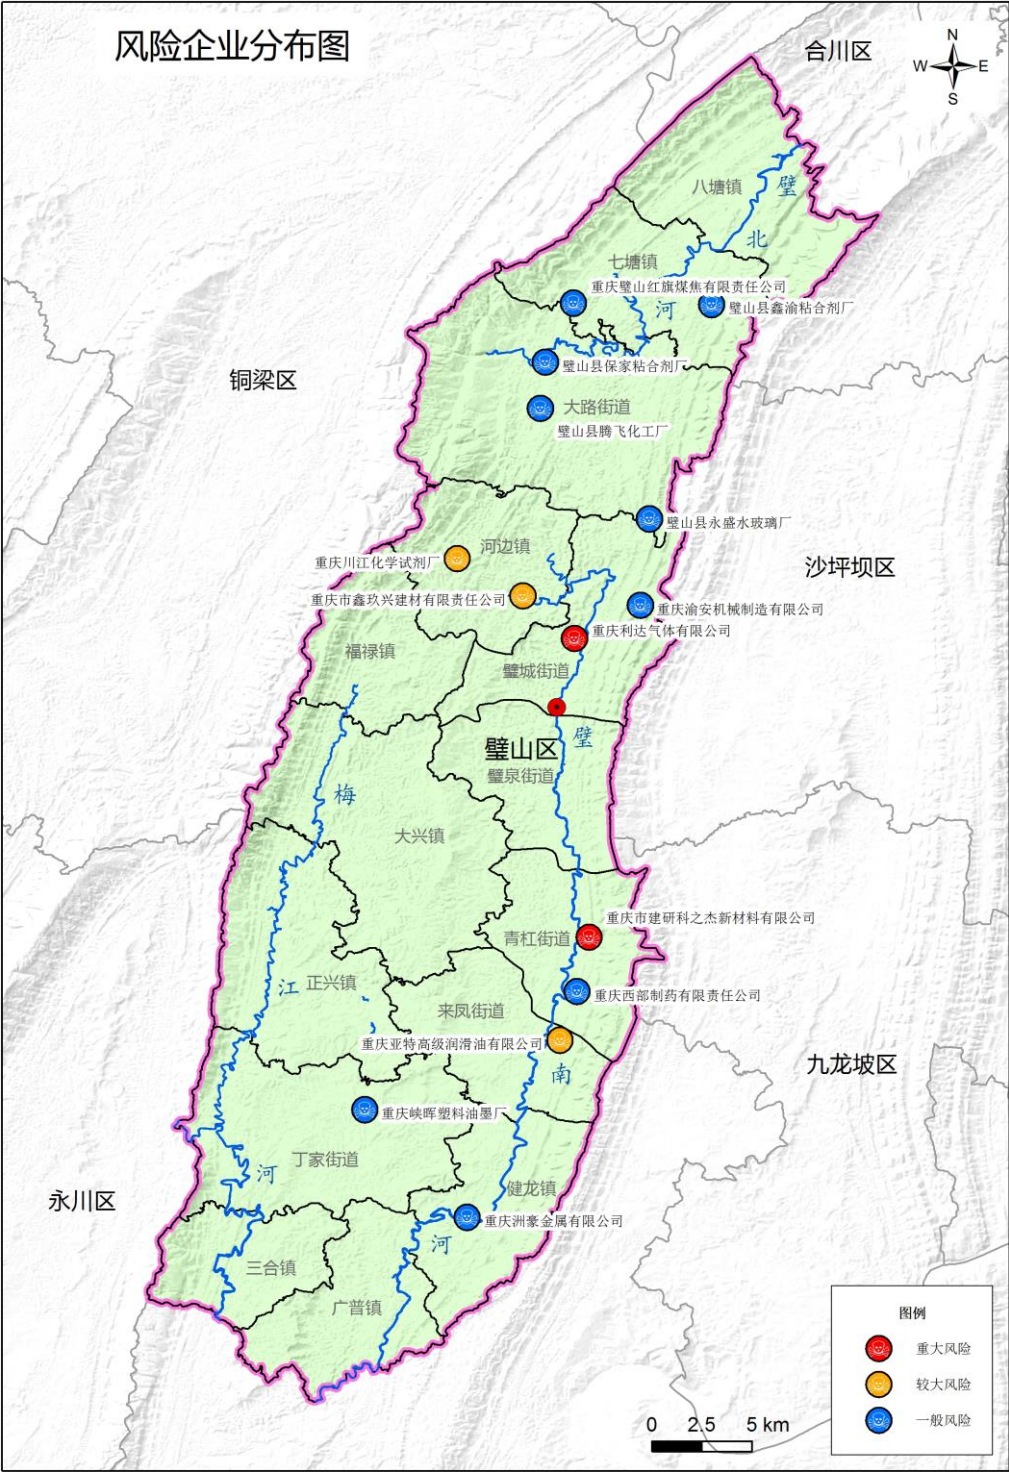 风险企业分布图
合川区
N
W
E
S
八塘镇
璧
北
七塘镇
重庆璧山红旗煤焦有限责任公司
河
璧山县鑫渝粘合剂厂
璧山县保家粘合剂厂
铜梁区
大路街道
璧山县腾飞化工厂
璧山县永盛水玻璃厂
河边镇
重庆川江化学试剂厂
沙坪坝区
重庆市鑫玖兴建材有限责任公司
重庆渝安机械制造有限公司
重庆利达气体有限公司
福禄镇
璧城街道
璧
璧山区
璧泉街道
梅
大兴镇
重庆市建研科之杰新材料有限公司
青杠街道
江
正兴镇
重庆西部制药有限责任公司
来凤街道
重庆亚特高级润滑油有限公司
南
九龙坡区
重庆峡晖塑料油墨厂
丁家街道
河
健龙镇
永川区
重庆洲豪金属有限公司
河
三合镇
广普镇
图例
重大风险
较大风险
一般风险
0 2.5 5 km